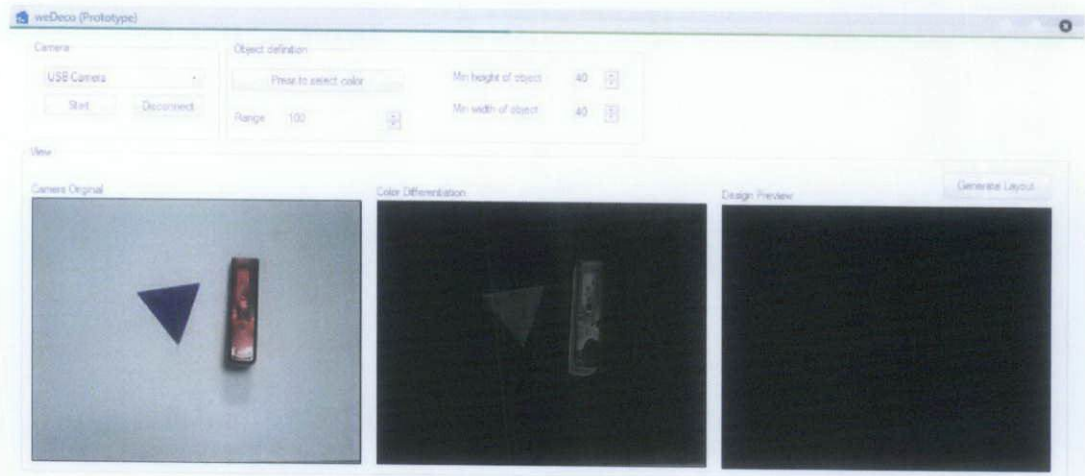 weDeco (Prototype)
Camera
USB Camera
Start
Disconnect
Object definition
Press to select color
Range 100
Min height of object 40
Min width of object 40
View
Camera Original
Color Differentiation
Design Preview
Generate Layout